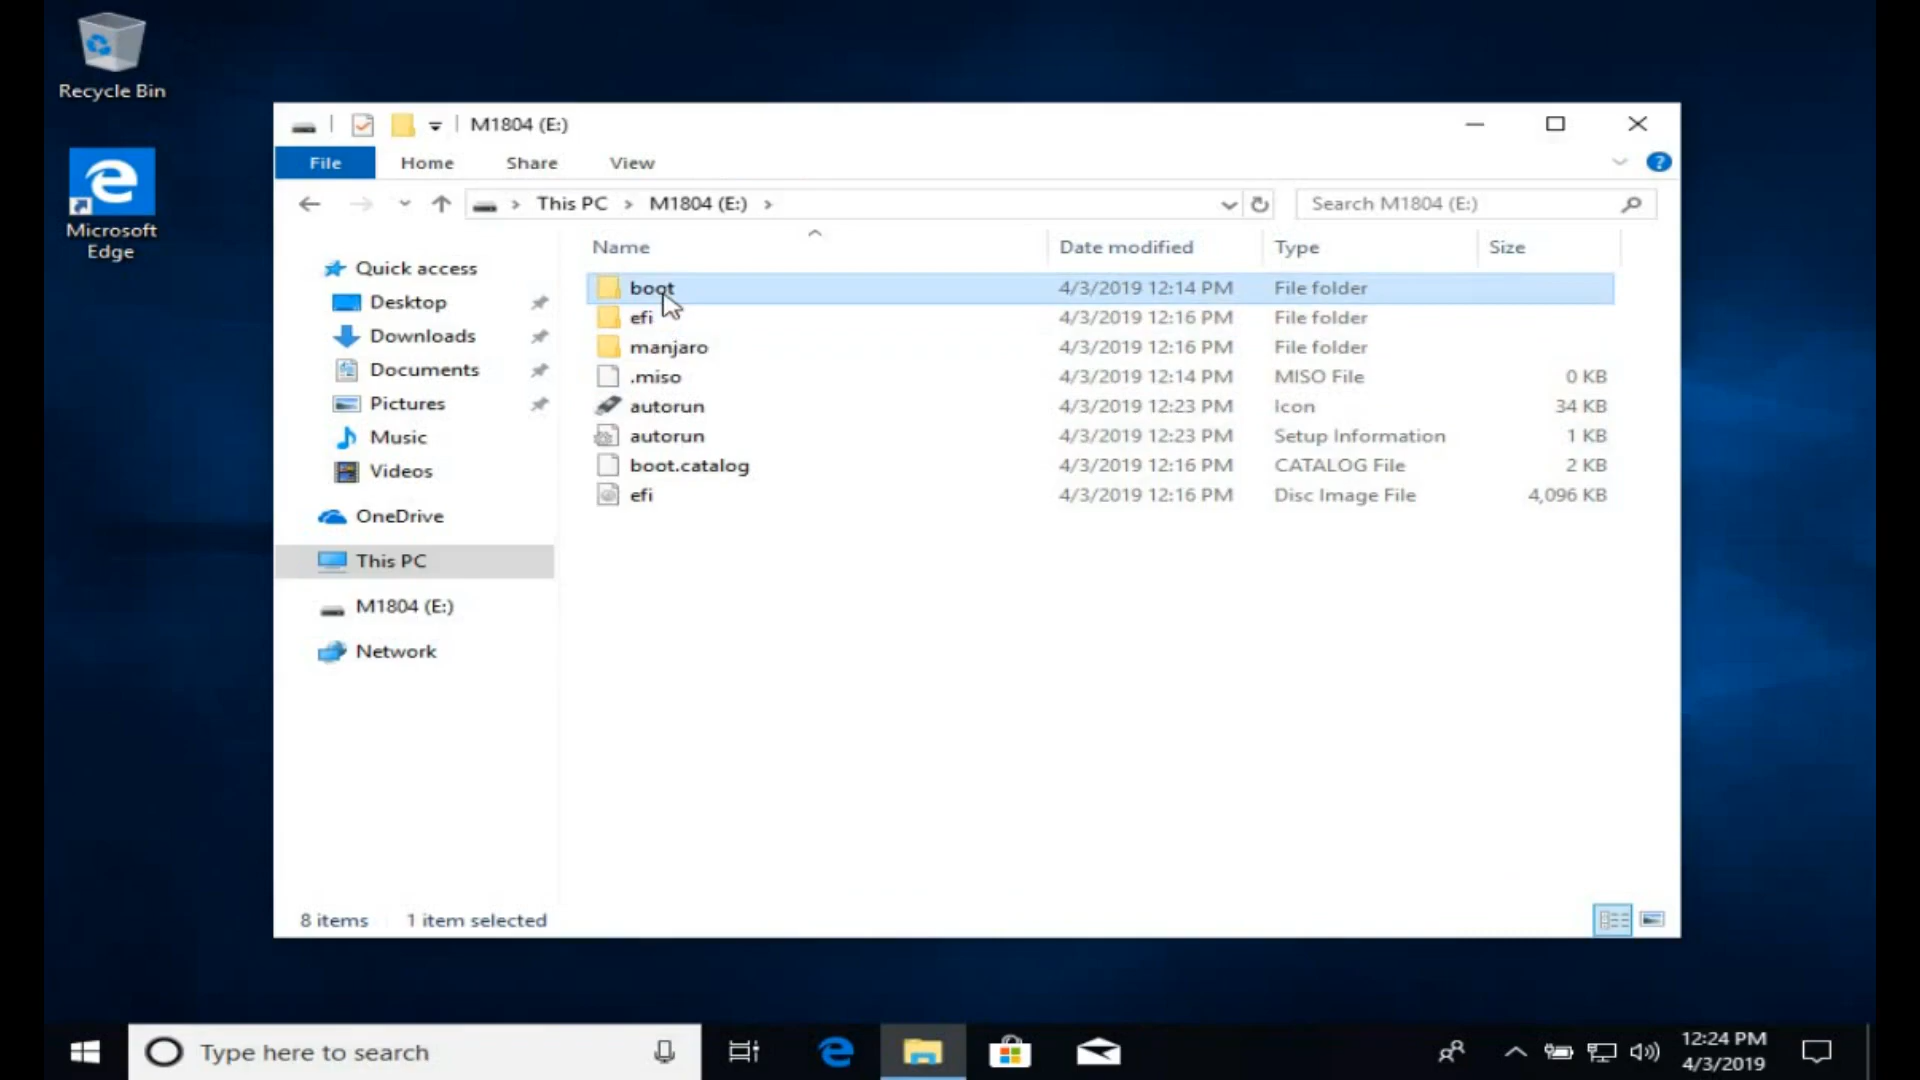 Recycle Bin
Microsoft
Edge
M1804 (E:)
File Home Share View
This PC M1804 (E:)
Search M1804 (E:)
Name Date modified Type Size
Quick access
Desktop
Downloads
Documents
Pictures
Music
Videos
OneDrive
This PC
M1804 (E:)
Network
boot 4/3/2019 12:14 PM File folder
efi 4/3/2019 12:16 PM File folder
manjaro 4/3/2019 12:16 PM File folder
.miso 4/3/2019 12:14 PM MISO File 0 KB
autorun 4/3/2019 12:23 PM Icon 34 KB
autorun 4/3/2019 12:23 PM Setup Information 1 KB
boot.catalog 4/3/2019 12:16 PM CATALOG File 2 KB
efi 4/3/2019 12:16 PM Disc Image File 4,096 KB
8 items 1 item selected
Type here to search
12:24 PM
4/3/2019